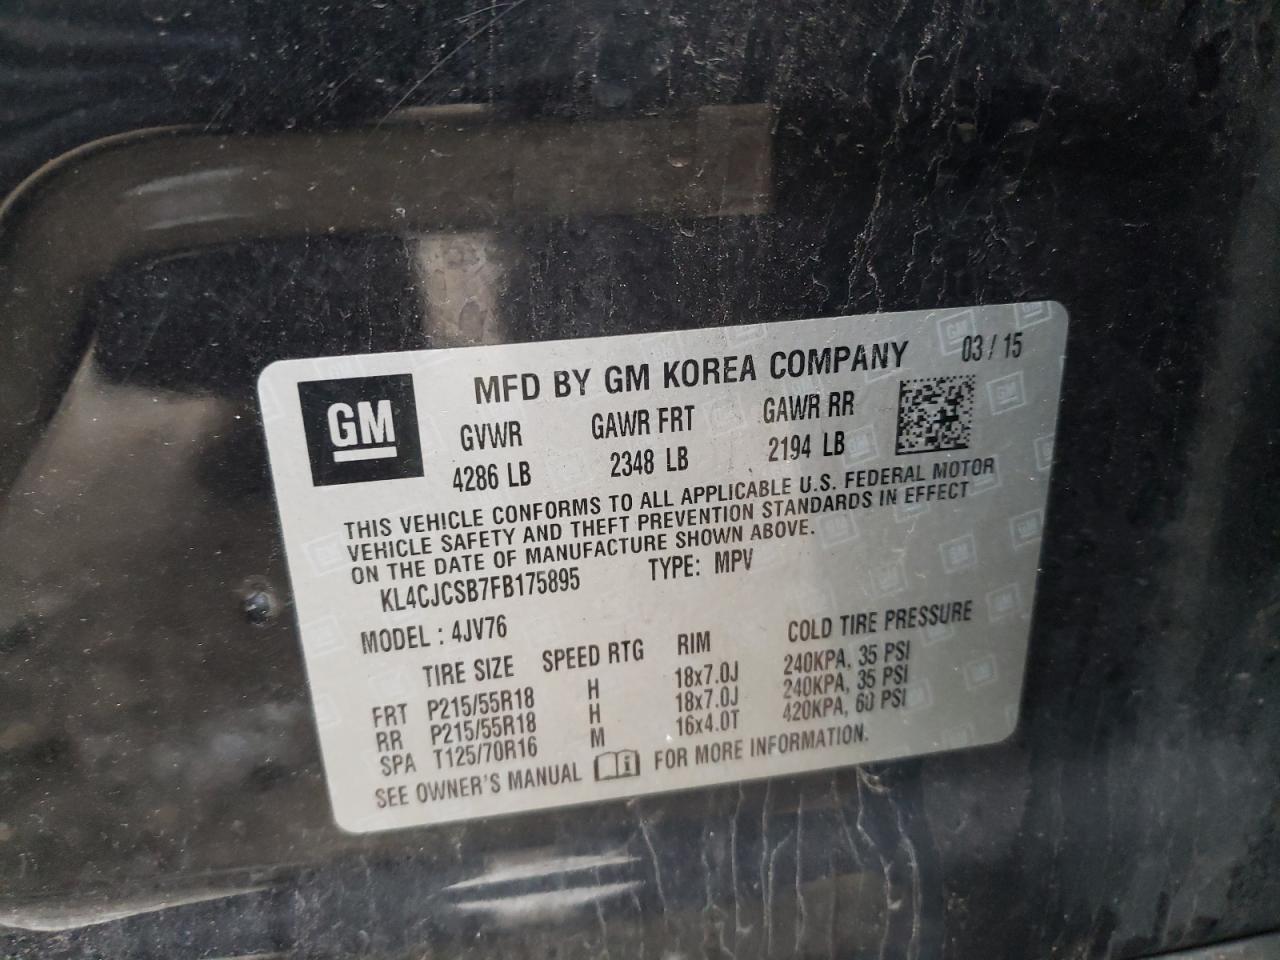 GM
MFD BY GM KOREA COMPANY 03 / 15
GVWR GAWR FRT GAWR RR
4286 LB 2348 LB 2194 LB
THIS VEHICLE CONFORMS TO ALL APPLICABLE U.S. FEDERAL MOTOR
VEHICLE SAFETY AND THEFT PREVENTION STANDARDS IN EFFECT
ON THE DATE OF MANUFACTURE SHOWN ABOVE.
KL4CJCSB7FB175895 TYPE: MPV
MODEL : 4JV76
TIRE SIZE SPEED RTG RIM COLD TIRE PRESSURE
FRT P215/55R18 H 18x7.0J 240KPA, 35 PSI
RR P215/55R18 H 18x7.0J 240KPA, 35 PSI
SPA T125/70R16 M 16x4.0T 420KPA, 60 PSI
SEE OWNER'S MANUAL i FOR MORE INFORMATION.